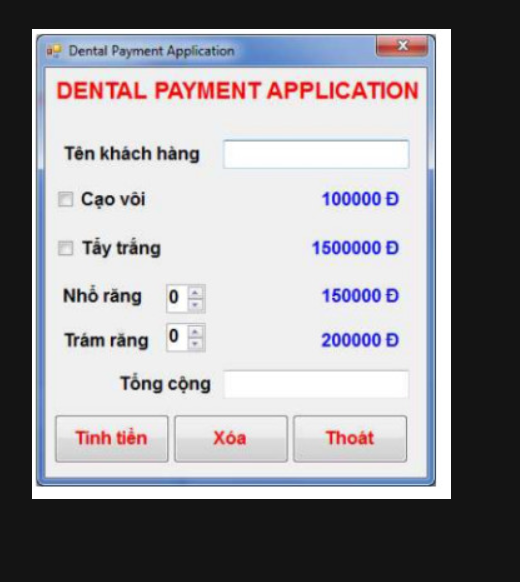 Dental Payment Application
DENTAL PAYMENT APPLICATION
Tên khách hàng
Cạo vôi 100000 Đ
Tẩy trắng 1500000 Đ
Nhổ răng 0 150000 Đ
Trám răng 0 200000 Đ
Tổng cộng
Tính tiền Xóa Thoát